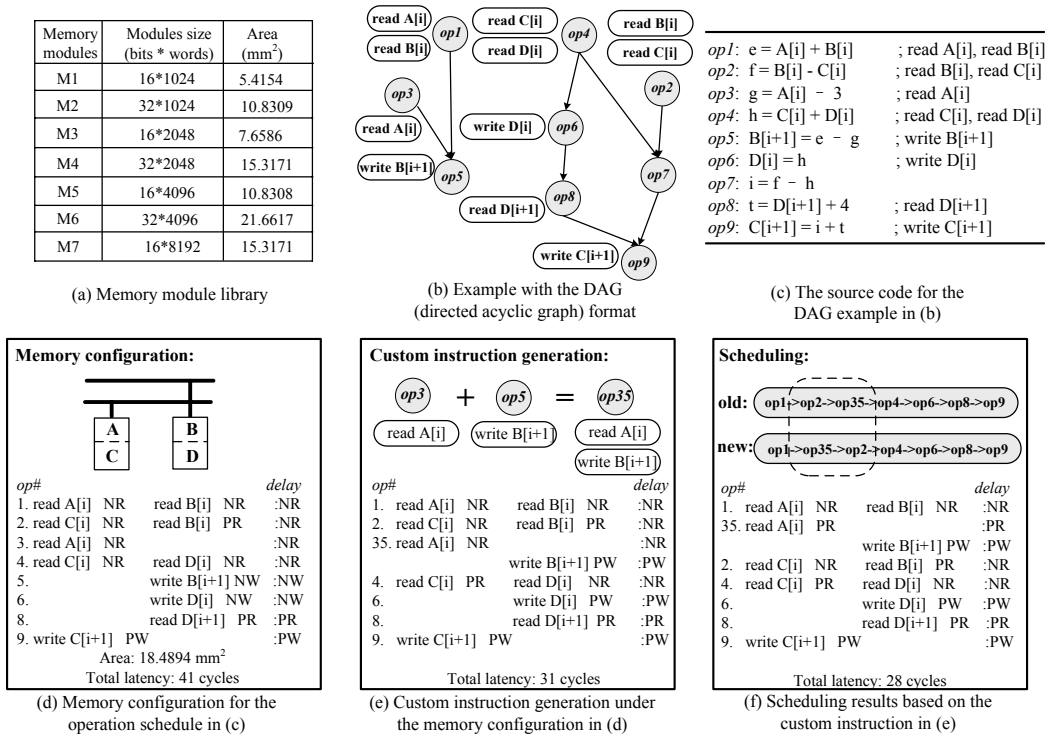 Memory modules Modules size (bits * words) Area (mm²)
M1 16*1024 5.4154
M2 32*1024 10.8309
M3 16*2048 7.6586
M4 32*2048 15.3171
M5 16*4096 10.8308
M6 32*4096 21.6617
M7 16*8192 15.3171
(a) Memory module library
read A[i] op1 read C[i] op4 read B[i]
read B[i] read D[i] read C[i]
op3 op2
read A[i] write D[i] op6
write B[i+1] op5 op7
read D[i+1] op8
write C[i+1] op9
(b) Example with the DAG
(directed acyclic graph) format
op1: e = A[i] + B[i] ; read A[i], read B[i]
op2: f = B[i] - C[i] ; read B[i], read C[i]
op3: g = A[i] − 3 ; read A[i]
op4: h = C[i] + D[i] ; read C[i], read D[i]
op5: B[i+1] = e − g ; write B[i+1]
op6: D[i] = h ; write D[i]
op7: i = f − h
op8: t = D[i+1] + 4 ; read D[i+1]
op9: C[i+1] = i + t ; write C[i+1]
(c) The source code for the
DAG example in (b)
Memory configuration:
A B
C D
op# delay
1. read A[i] NR read B[i] NR :NR
2. read C[i] NR read B[i] PR :NR
3. read A[i] NR :NR
4. read C[i] NR read D[i] NR :NR
5. write B[i+1] NW :NW
6. write D[i] NW :NW
8. read D[i+1] PR :PR
9. write C[i+1] PW :PW
Area: 18.4894 mm²
Total latency: 41 cycles
(d) Memory configuration for the
operation schedule in (c)
Custom instruction generation:
op3 + op5 = op35
read A[i] write B[i+1] read A[i]
write B[i+1]
op# delay
1. read A[i] NR read B[i] NR :NR
2. read C[i] NR read B[i] PR :NR
35. read A[i] NR :NR
write B[i+1] PW :PW
4. read C[i] PR read D[i] NR :NR
6. write D[i] PW :PW
8. read D[i+1] PR :PR
9. write C[i+1] PW :PW
Total latency: 31 cycles
(e) Custom instruction generation under
the memory configuration in (d)
Scheduling:
old: op1->op2->op35->op4->op6->op8->op9
new: op1->op35->op2->op4->op6->op8->op9
op# delay
1. read A[i] NR read B[i] NR :NR
35. read A[i] PR :PR
write B[i+1] PW :PW
2. read C[i] NR read B[i] PR :NR
4. read C[i] PR read D[i] NR :NR
6. write D[i] PW :PW
8. read D[i+1] PR :PR
9. write C[i+1] PW :PW
Total latency: 28 cycles
(f) Scheduling results based on the
custom instruction in (e)